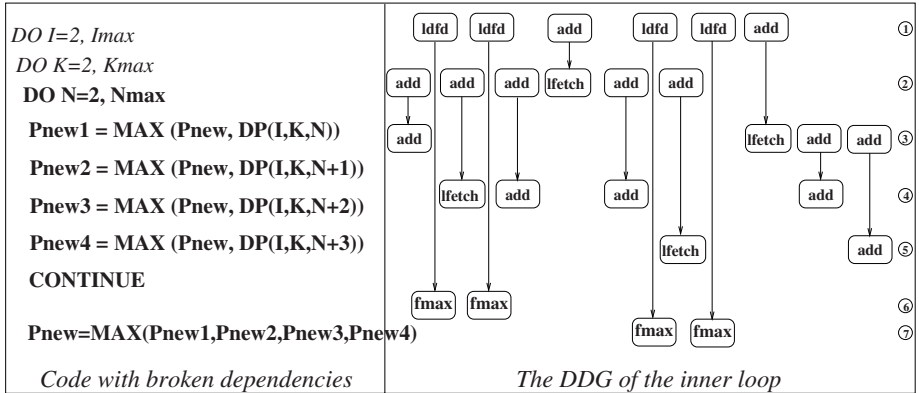 DO I=2, Imax
DO K=2, Kmax
DO N=2, Nmax
Pnew1 = MAX (Pnew, DP(I,K,N))
Pnew2 = MAX (Pnew, DP(I,K,N+1))
Pnew3 = MAX (Pnew, DP(I,K,N+2))
Pnew4 = MAX (Pnew, DP(I,K,N+3))
CONTINUE
Pnew=MAX(Pnew1,Pnew2,Pnew3,Pnew4)
Code with broken dependencies
ldfd ldfd add ldfd ldfd add 1
add add add lfetch add add 2
add lfetch add add 3
lfetch add add add 4
lfetch add 5
fmax fmax 6
fmax fmax 7
The DDG of the inner loop